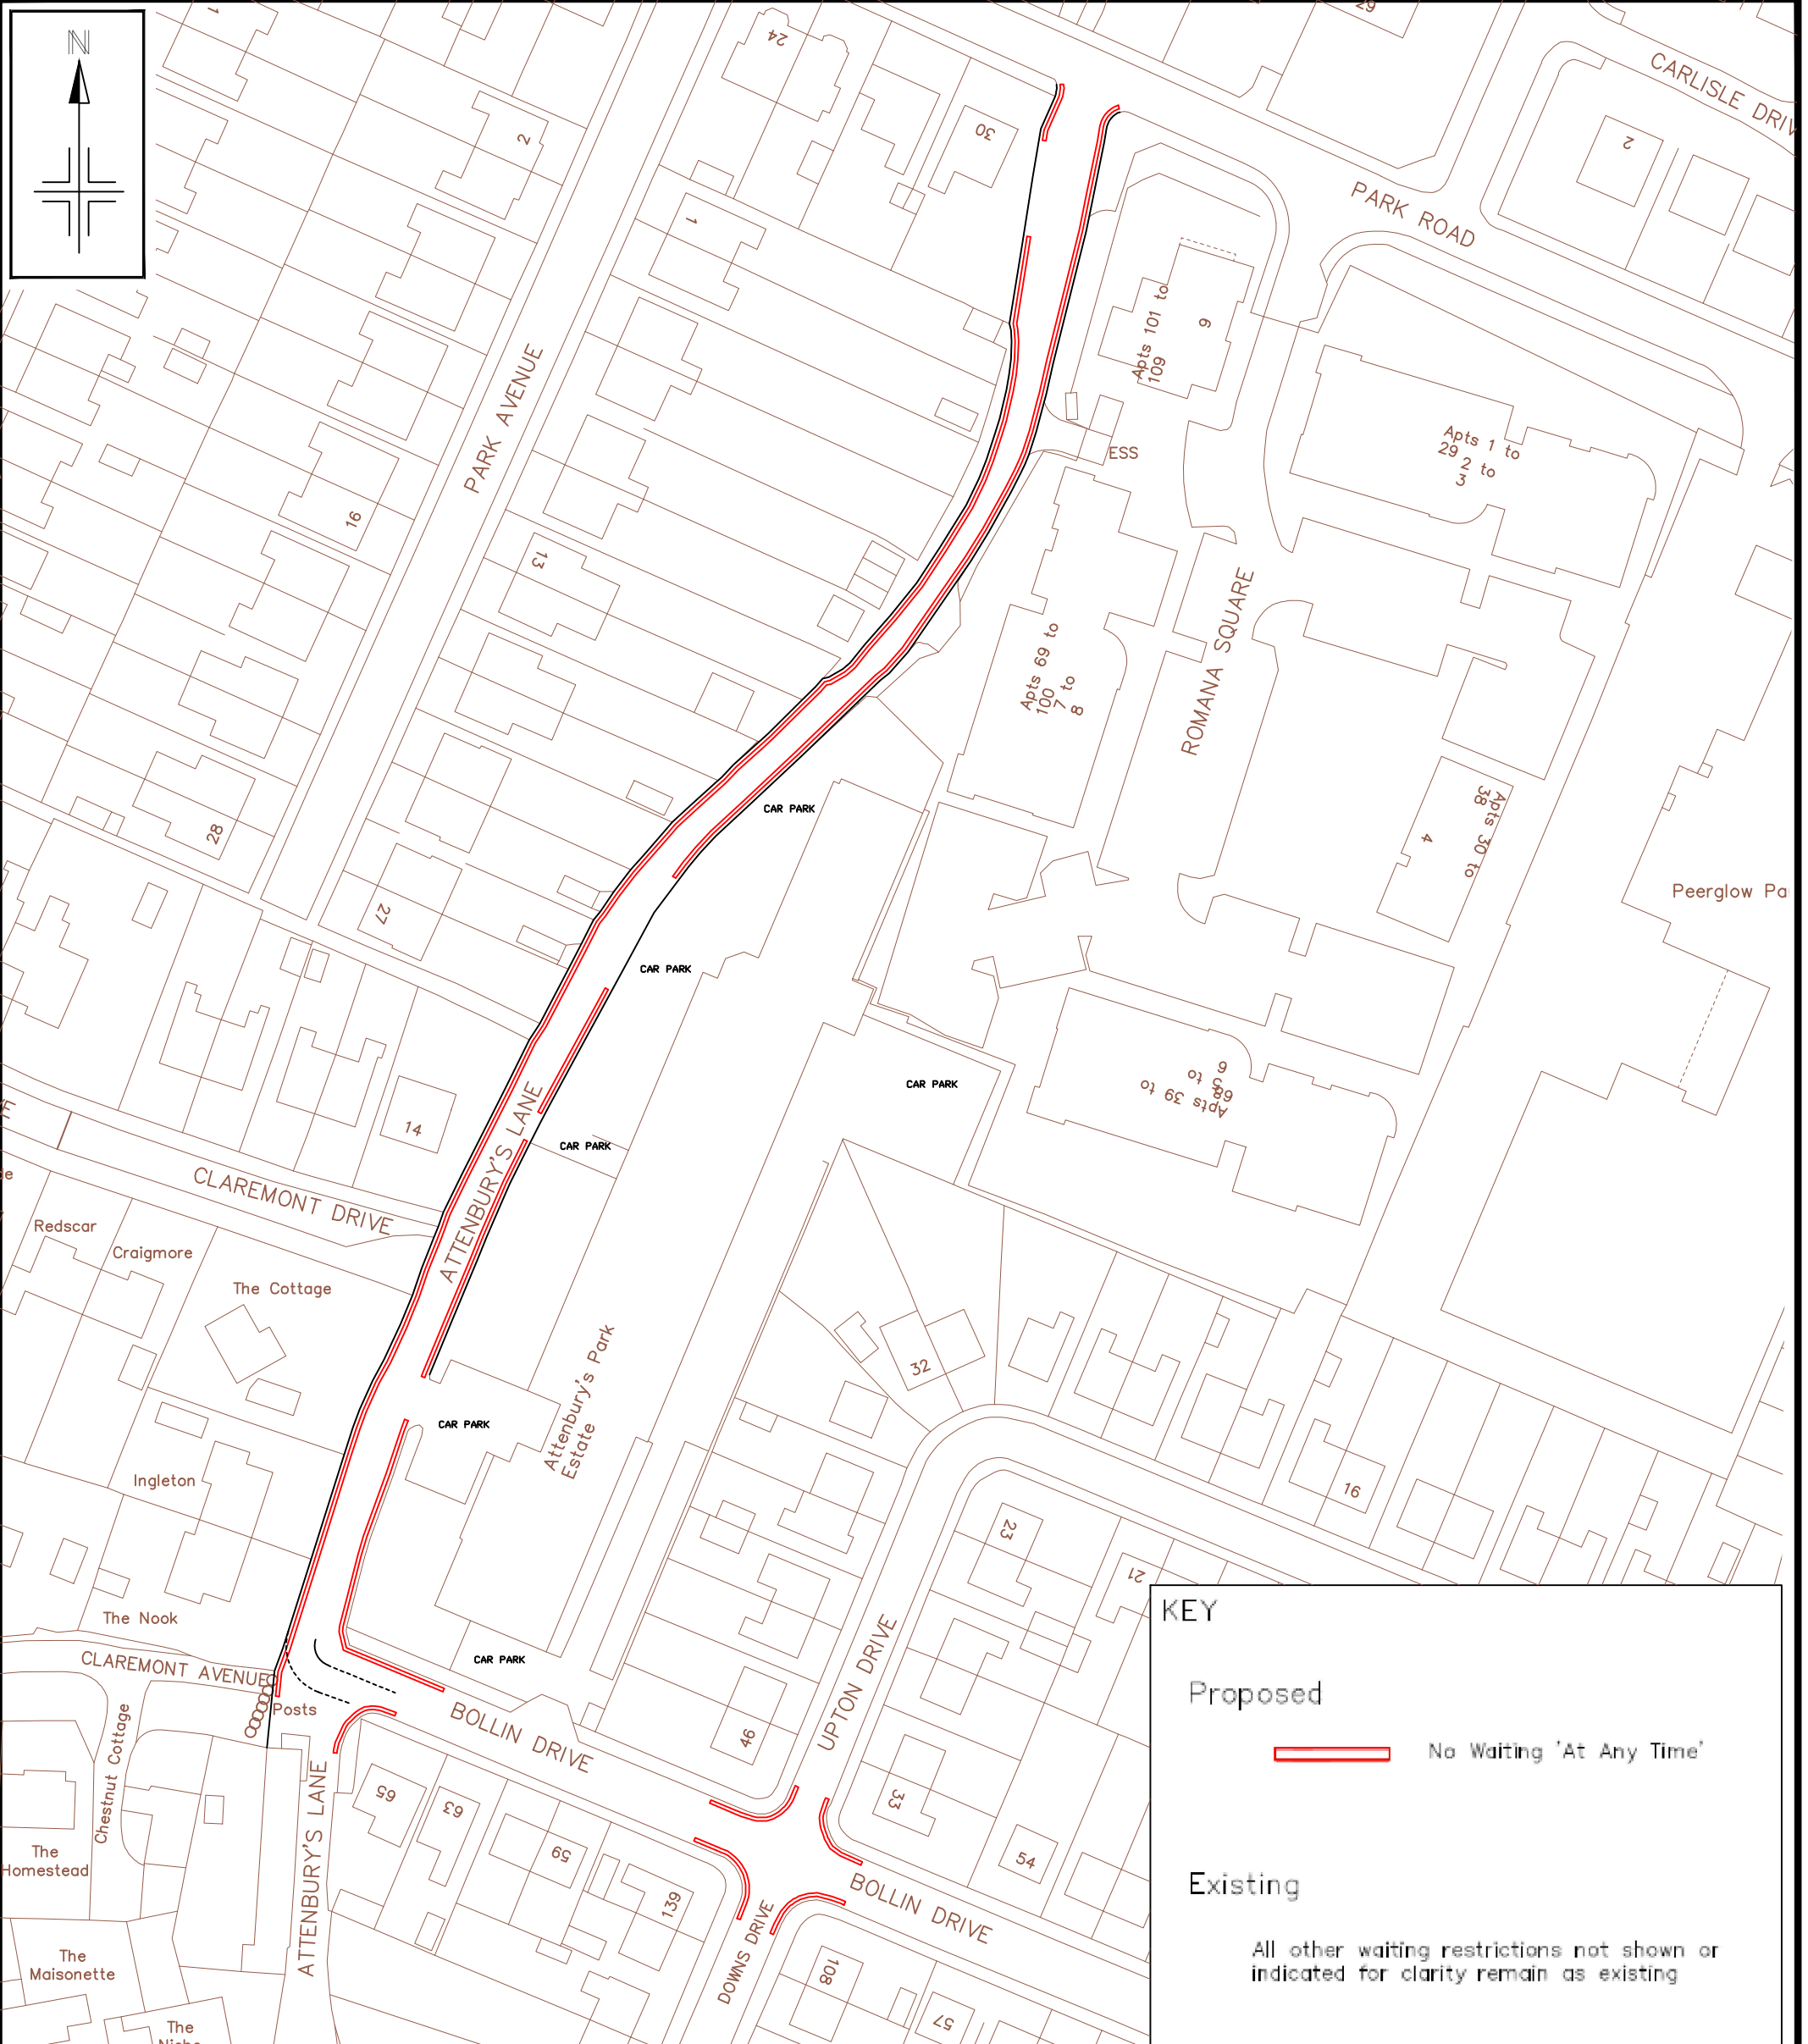 N
1
24
29
CARLISLE DRIV
2
30
2
PARK ROAD
1
PARK AVENUE
Apts 101 to
109
9
ESS
Apts 1 to
29 2 to
3
16
13
ROMANA SQUARE
Apts 69 to
100
7 to
8
28
CAR PARK
Apts 30 to
38
4
Peerglow Pa
27
CAR PARK
CAR PARK
Apts 39 to
68
5 to
6
14
ATTENBURY'S LANE
CAR PARK
CLAREMONT DRIVE
Redscar
Craigmore
The Cottage
32
CAR PARK
Attenbury's Park
Estate
Ingleton
16
23
21
The Nook
CLAREMONT AVENUE
Posts
CAR PARK
BOLLIN DRIVE
UPTON DRIVE
49
33
54
Chestnut Cottage
ATTENBURY'S LANE
65
63
59
139
The
Homestead
DOWNS DRIVE
BOLLIN DRIVE
108
57
The
Maisonette
The
KEY
Proposed
No Waiting 'At Any Time'
Existing
All other waiting restrictions not shown or
indicated for clarity remain as existing